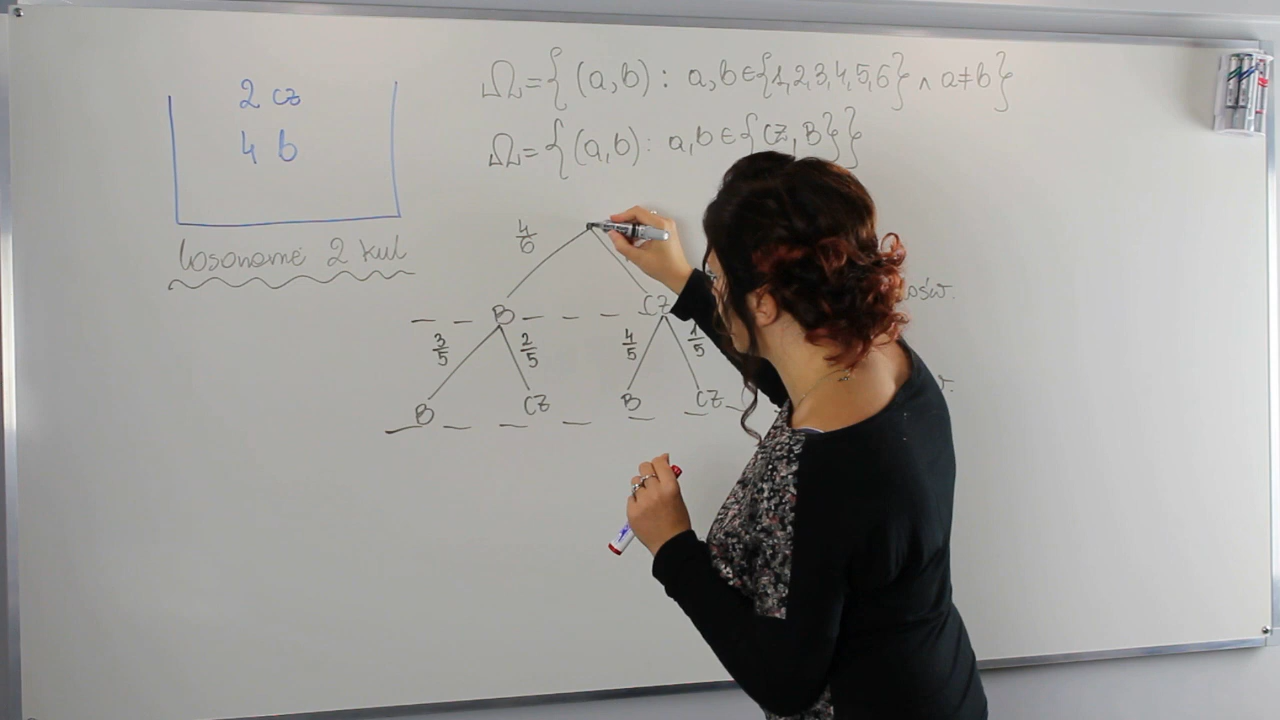 2 cz
4 b
losowanie 2 kul
Ω={(a,b): a,b∈{1,2,3,4,5,6} ∧ a≠b}
Ω={(a,b): a,b∈{CZ,B}}
4/6
B CZ
3/5 2/5 4/5 1/5
B CZ B CZ